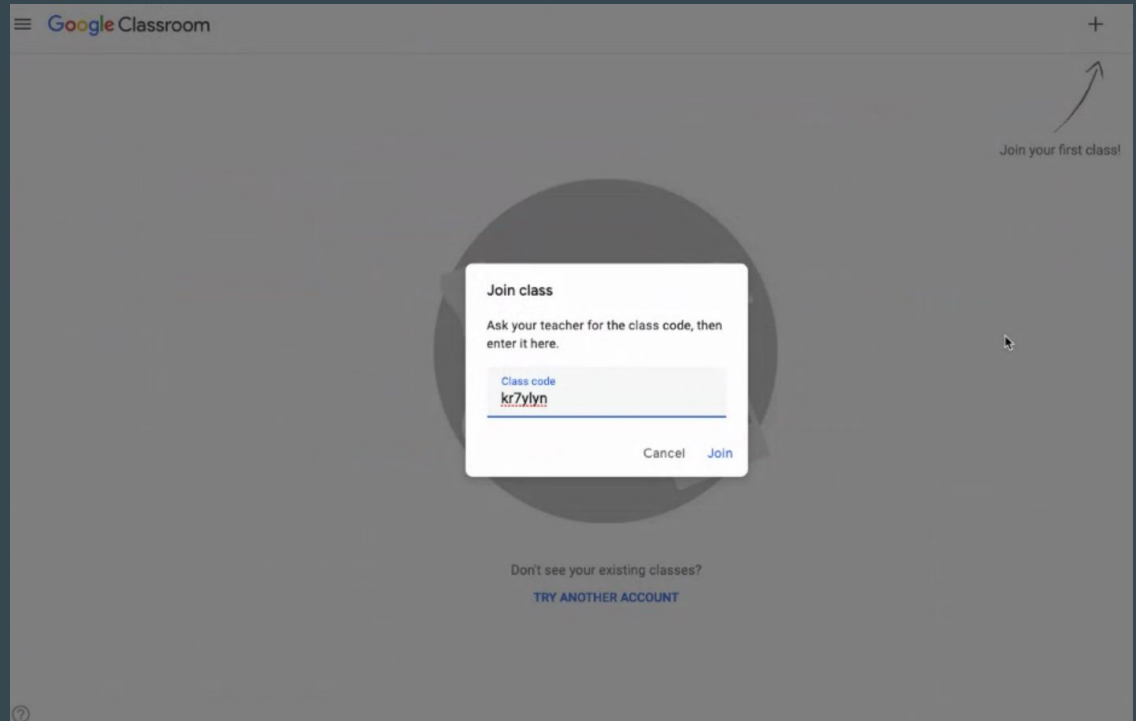 Google Classroom
Join your first class!
Join class
Ask your teacher for the class code, then
enter it here.
Class code
kr7ylyn
Cancel Join
Don't see your existing classes?
TRY ANOTHER ACCOUNT